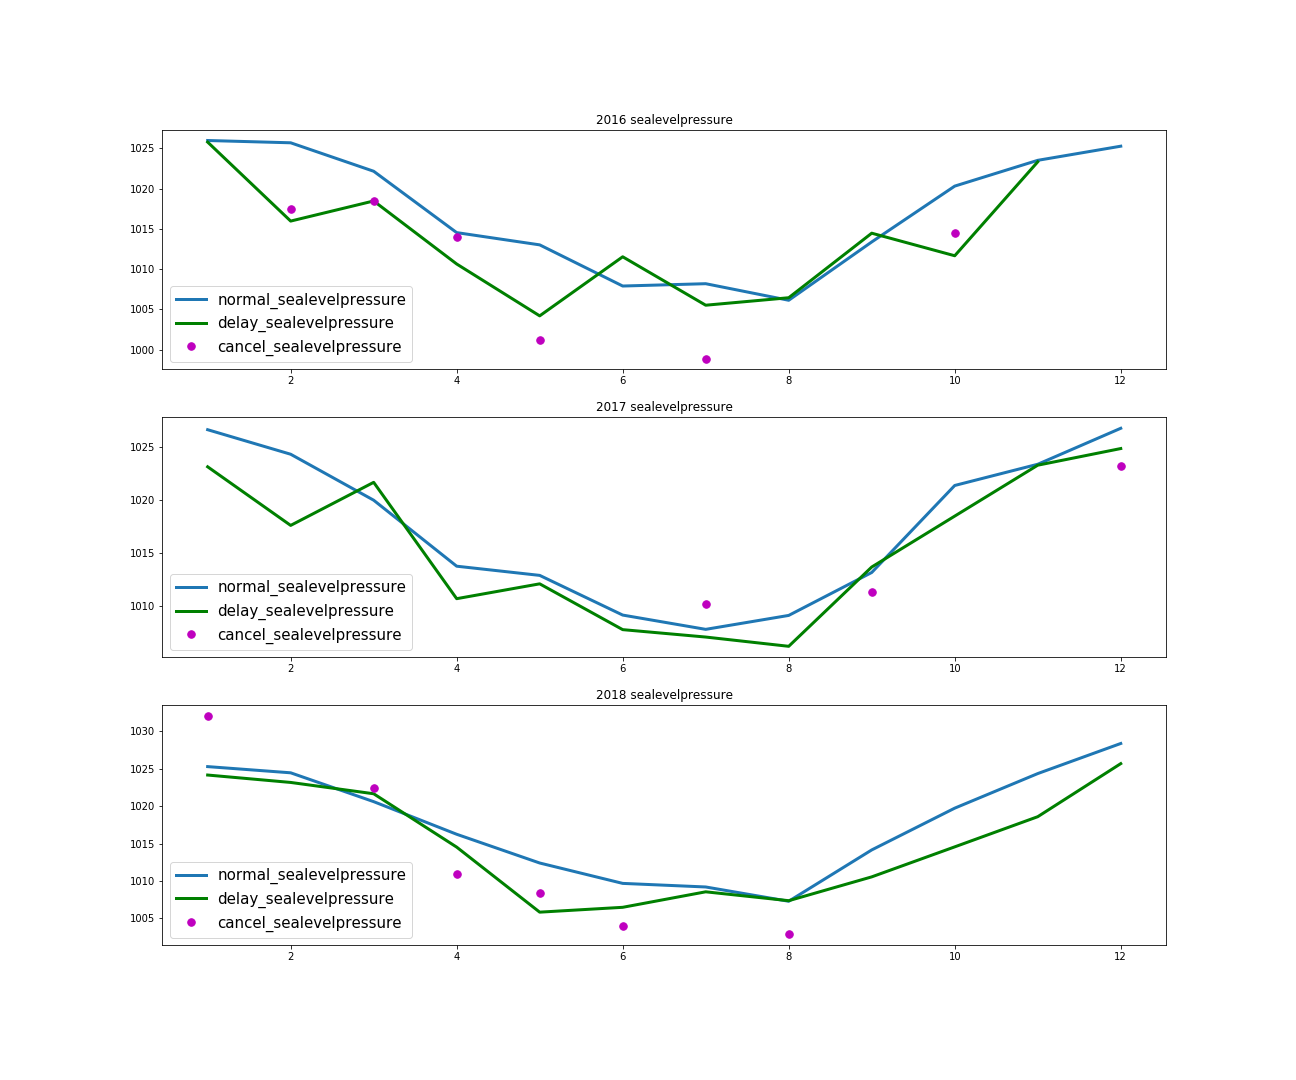 2016 sealevelpressure
1025
1020
1015
1010
1005
1000
normal_sealevelpressure
delay_sealevelpressure
cancel_sealevelpressure
2 4 6 8 10 12
2017 sealevelpressure
1025
1020
1015
1010
normal_sealevelpressure
delay_sealevelpressure
cancel_sealevelpressure
2 4 6 8 10 12
2018 sealevelpressure
1030
1025
1020
1015
1010
1005
normal_sealevelpressure
delay_sealevelpressure
cancel_sealevelpressure
2 4 6 8 10 12